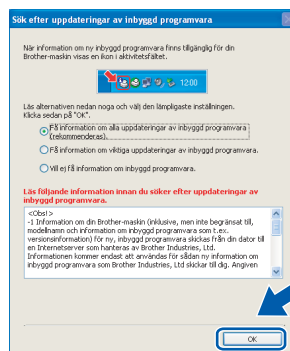 Sök efter uppdateringar av inbyggd programvara
När information om ny inbyggd programvara finns tillgänglig för din
Brother-maskin visas en ikon i aktivitetsfältet.
12:00
Läs alternativen nedan noga och välj den lämpligaste inställningen.
Klicka sedan på "OK".
Få information om alla uppdateringar av inbyggd programvara
(rekommenderas).
Få information om viktiga uppdateringar av inbyggd programvara.
Vill ej få information om inbyggd programvara.
Läs följande information innan du söker efter uppdateringar av
inbyggd programvara.
<Obs!>
-1 Information om din Brother-maskin (inklusive, men inte begränsat till,
modellnamn och information om inbyggd programvara som t.ex.
versionsinformation) för ny, inbyggd programvara skickas från din dator till
en Internetserver som hanteras av Brother Industries, Ltd.
Informationen kommer endast att användas för sådan ny information om
inbyggd programvara som Brother Industries, Ltd skickar till dig. Angiven
OK